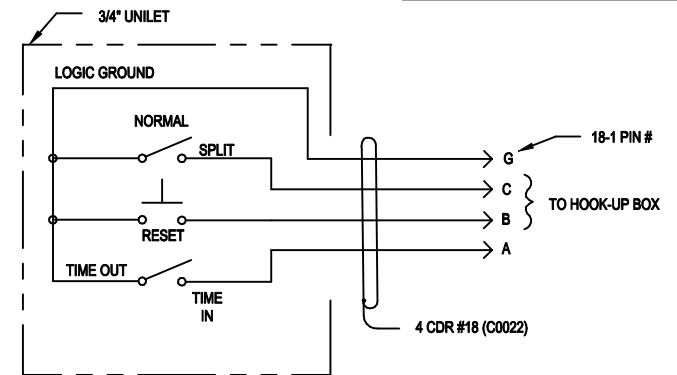 3/4" UNILET
LOGIC GROUND
NORMAL
18-1 PIN #
SPLIT
G
C
TO HOOK-UP BOX
B
RESET
A
TIME OUT
TIME
IN
4 CDR #18 (C0022)